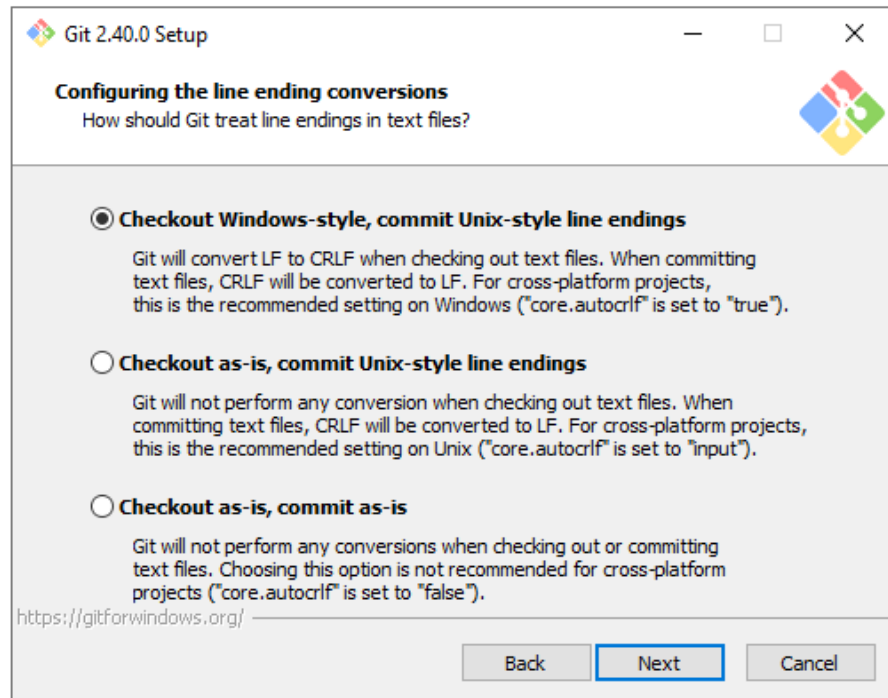 Git 2.40.0 Setup
Configuring the line ending conversions
How should Git treat line endings in text files?
Checkout Windows-style, commit Unix-style line endings
Git will convert LF to CRLF when checking out text files. When committing
text files, CRLF will be converted to LF. For cross-platform projects,
this is the recommended setting on Windows ("core.autocrlf" is set to "true").
Checkout as-is, commit Unix-style line endings
Git will not perform any conversion when checking out text files. When
committing text files, CRLF will be converted to LF. For cross-platform projects,
this is the recommended setting on Unix ("core.autocrlf" is set to "input").
Checkout as-is, commit as-is
Git will not perform any conversions when checking out or committing
text files. Choosing this option is not recommended for cross-platform
projects ("core.autocrlf" is set to "false").
https://gitforwindows.org/
Back Next Cancel